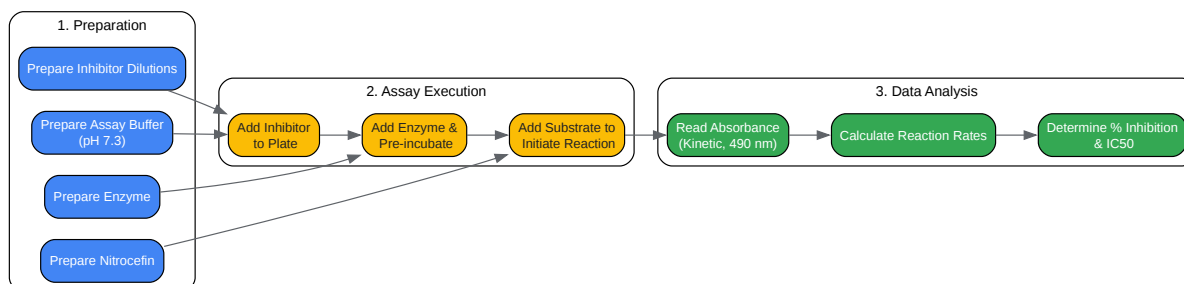 1. Preparation
Prepare Inhibitor Dilutions
Prepare Assay Buffer
(pH 7.3)
Prepare Enzyme
Prepare Nitrocefin
2. Assay Execution
Add Inhibitor
to Plate
Add Enzyme &
Pre-incubate
Add Substrate to
Initiate Reaction
3. Data Analysis
Read Absorbance
(Kinetic, 490 nm)
Calculate Reaction Rates
Determine % Inhibition
& IC50